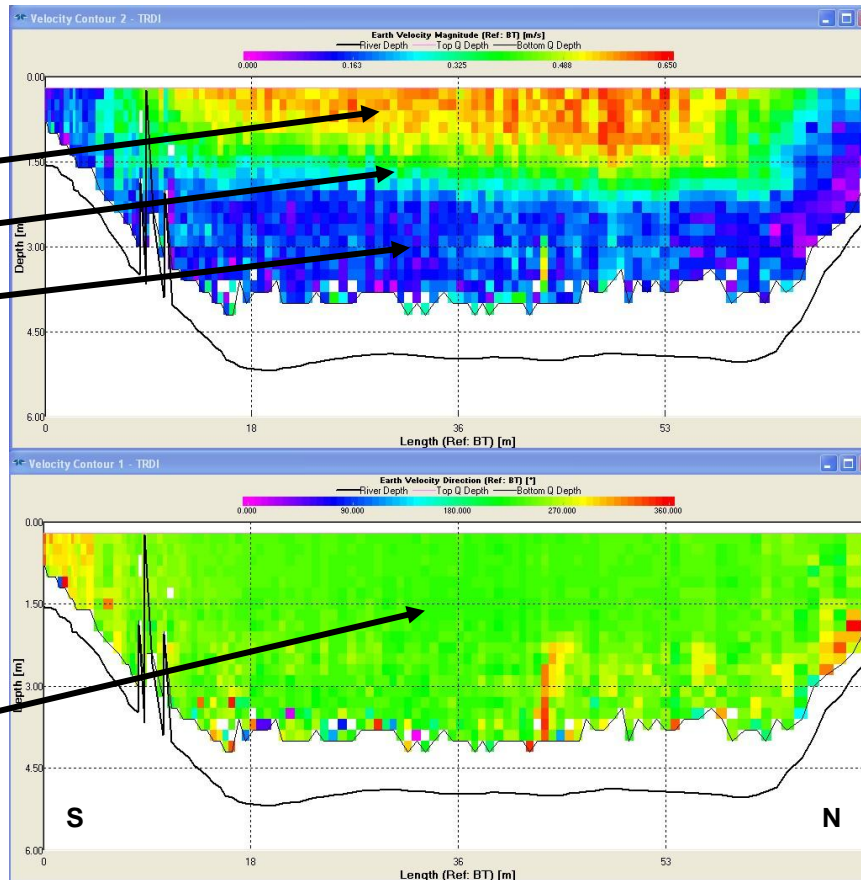 Velocity Contour 2 - TRDI
Earth Velocity Magnitude (Ref: BT) [m/s]
River Depth Top Q Depth Bottom Q Depth
0.000 0.163 0.325 0.488 0.650
0.00
1.50
3.00
4.50
6.00
Depth [m]
0 18 36 53
Length (Ref: BT) [m]
Velocity Contour 1 - TRDI
Earth Velocity Direction (Ref: BT) [°]
River Depth Top Q Depth Bottom Q Depth
0.000 90.000 180.000 270.000 360.000
0.00
1.50
3.00
4.50
6.00
Depth [m]
S N
0 18 36 53
Length (Ref: BT) [m]